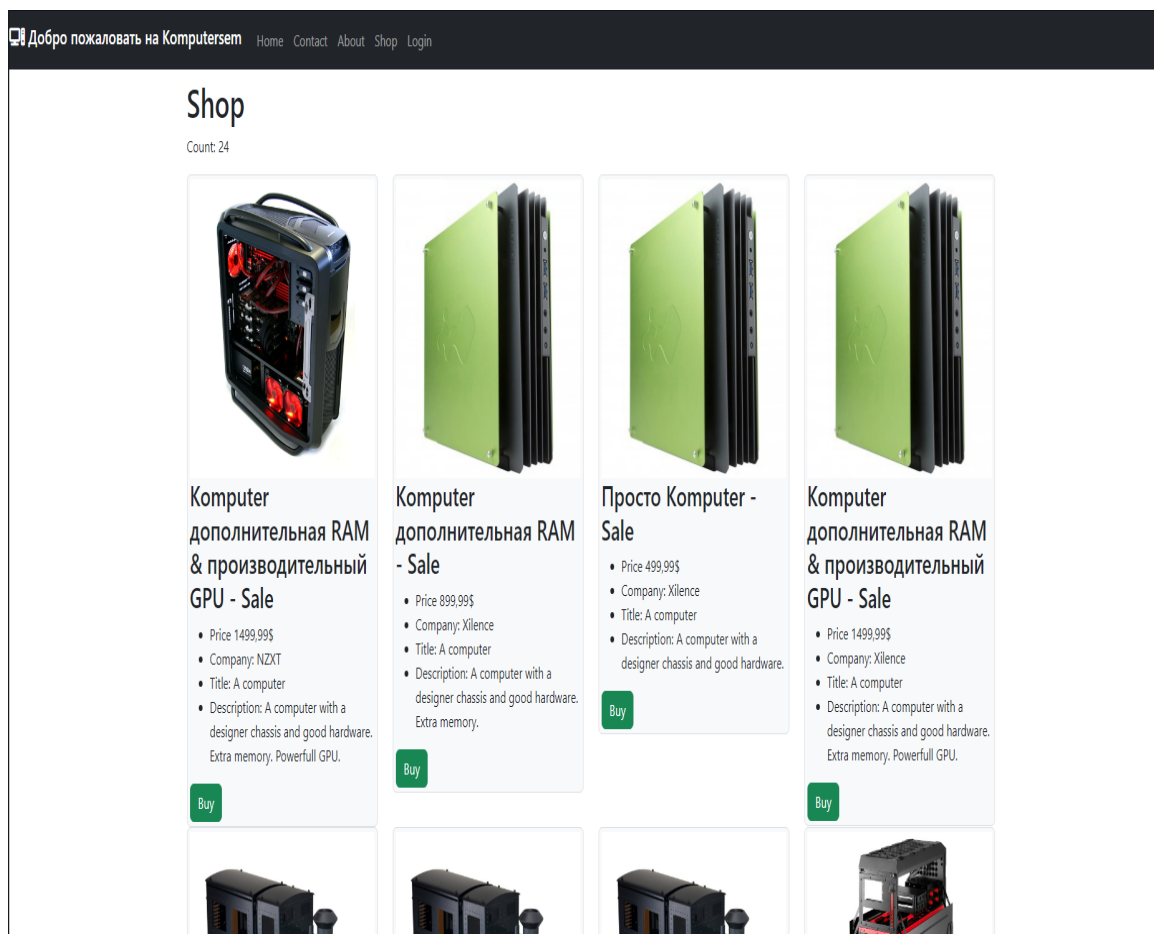 Добро пожаловать на Komputersem Home Contact About Shop Login
Shop
Count: 24
Komputer
дополнительная RAM
& производительный
GPU - Sale
Price 1499,99$
Company: NZXT
Title: A computer
Description: A computer with a
designer chassis and good hardware.
Extra memory. Powerfull GPU.
Buy
Komputer
дополнительная RAM
- Sale
Price 899,99$
Company: Xilence
Title: A computer
Description: A computer with a
designer chassis and good hardware.
Extra memory.
Buy
Просто Komputer -
Sale
Price 499,99$
Company: Xilence
Title: A computer
Description: A computer with a
designer chassis and good hardware.
Buy
Komputer
дополнительная RAM
& производительный
GPU - Sale
Price 1499,99$
Company: Xilence
Title: A computer
Description: A computer with a
designer chassis and good hardware.
Extra memory. Powerfull GPU.
Buy